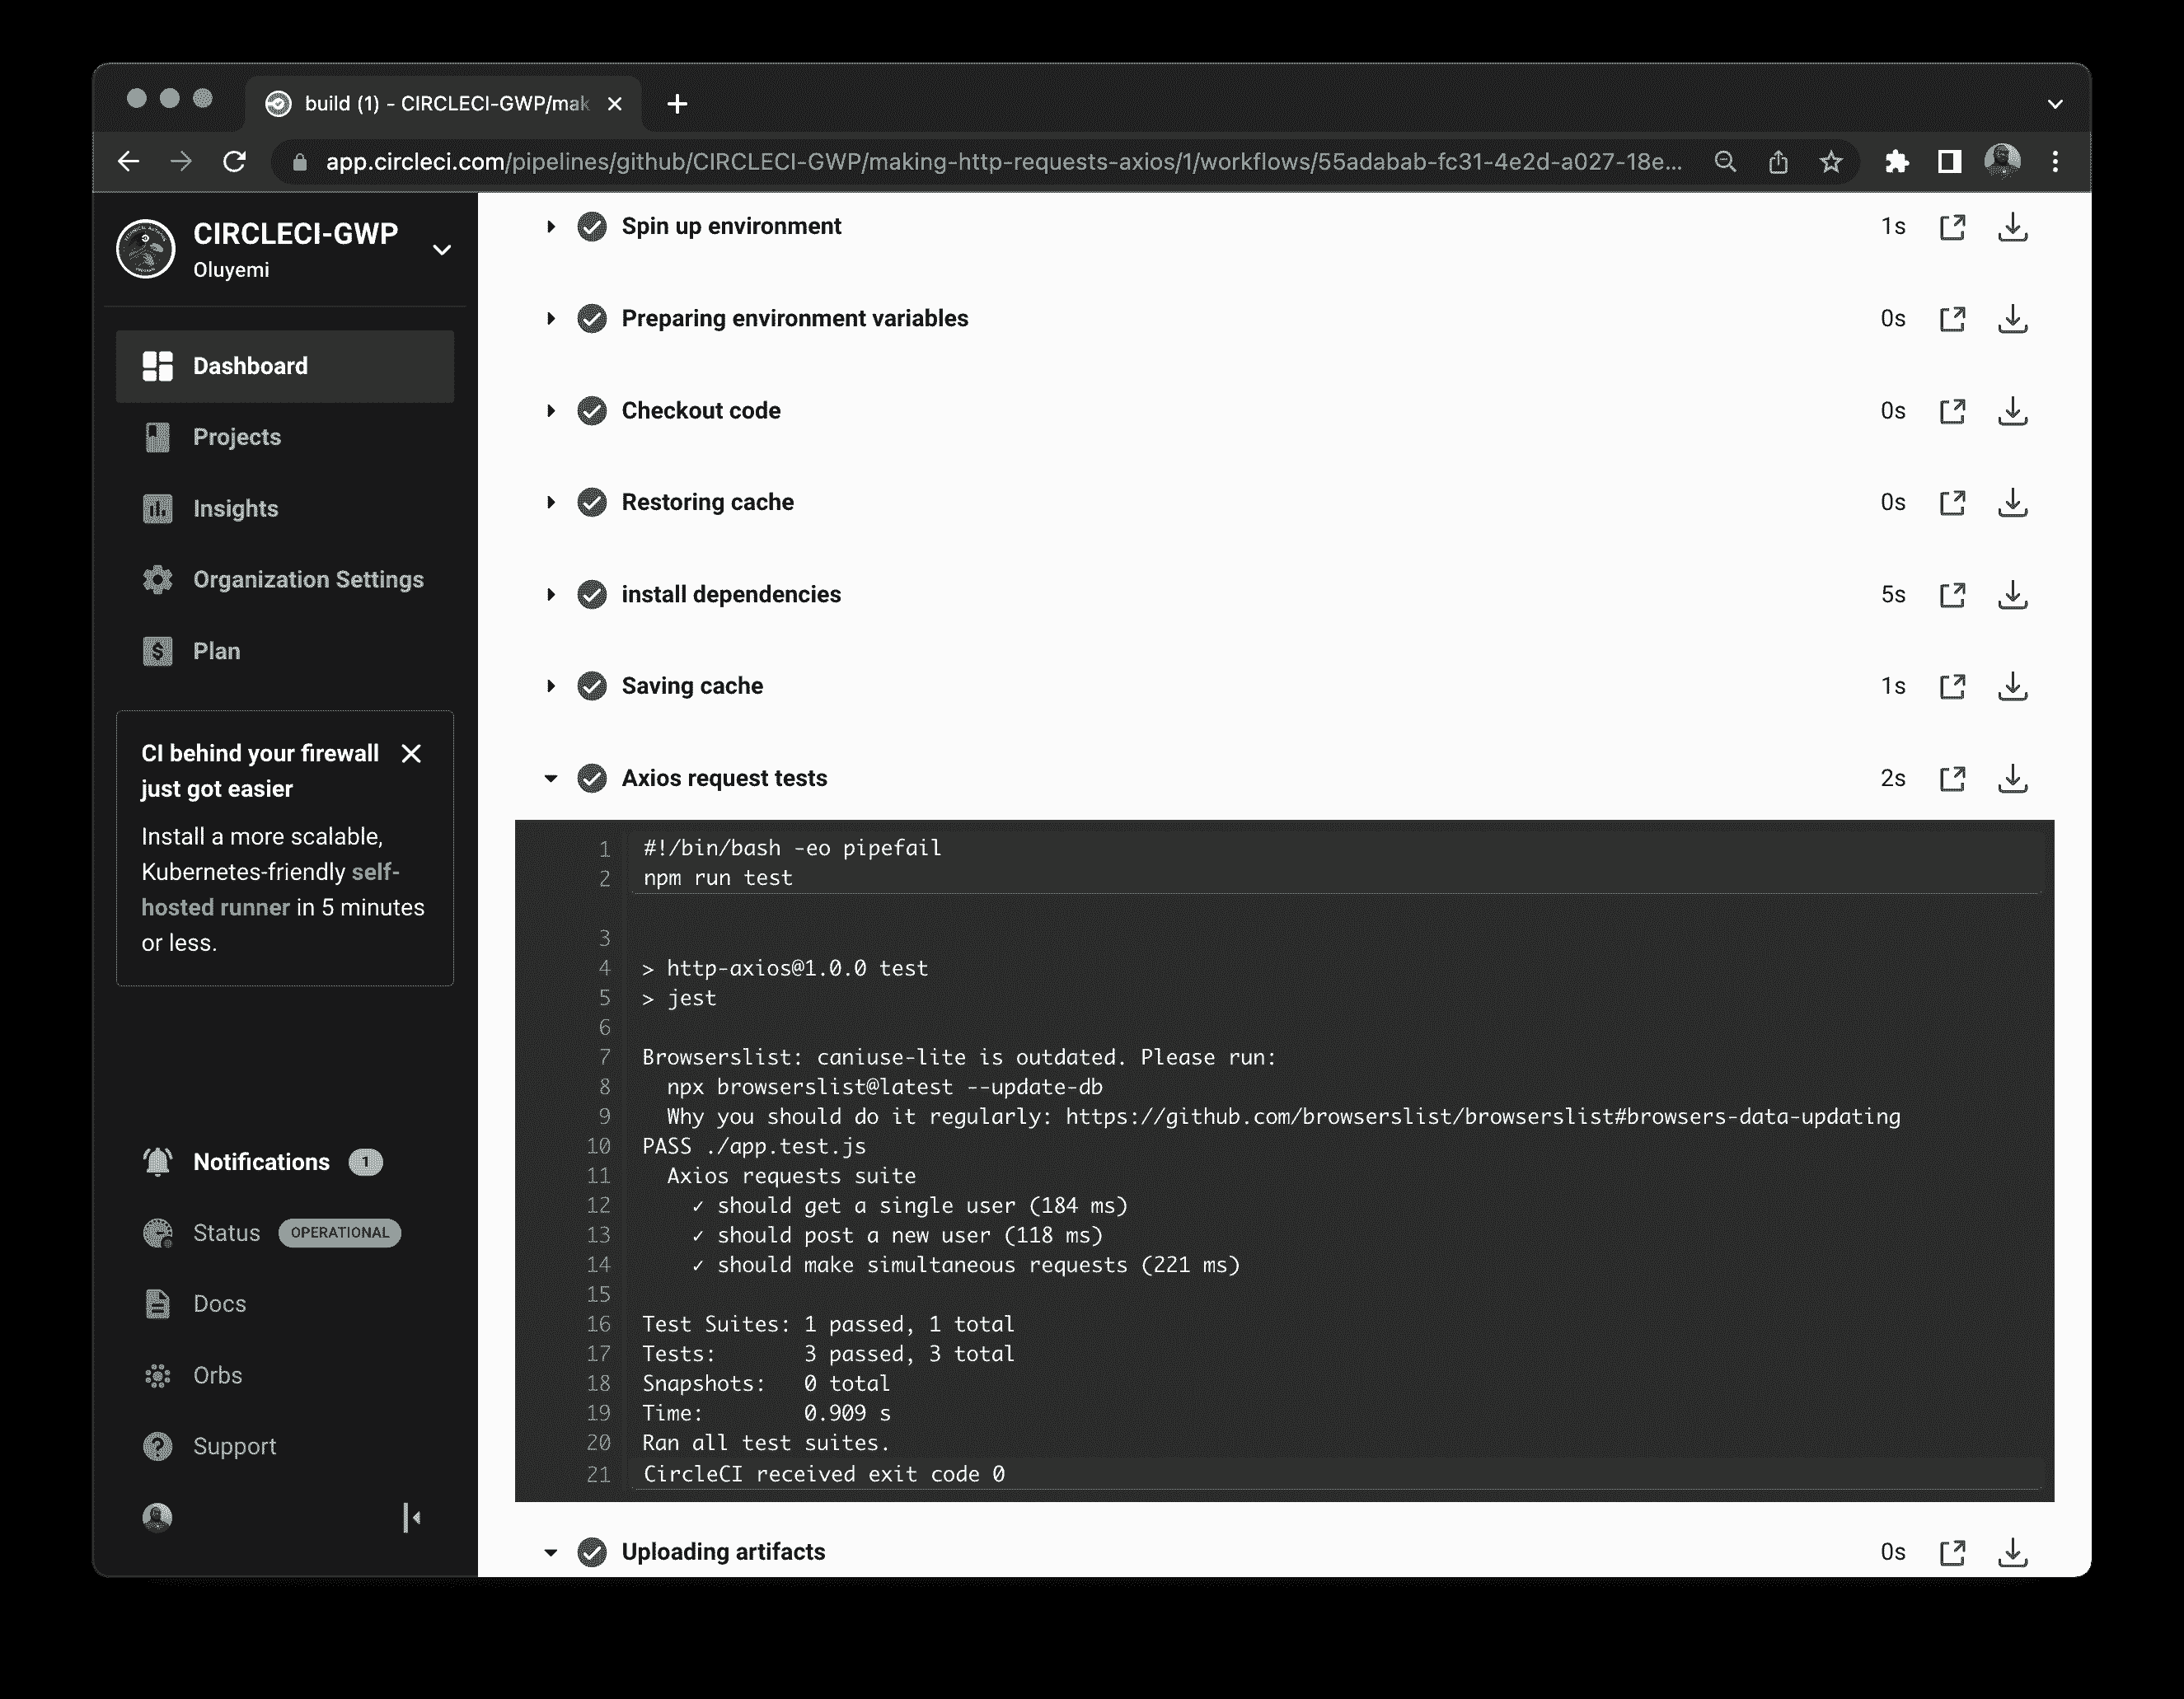 build (1) - CIRCLECI-GWP/mak
app.circleci.com/pipelines/github/CIRCLECI-GWP/making-http-requests-axios/1/workflows/55adabab-fc31-4e2d-a027-18e...
CIRCLECI-GWP
Oluyemi
Dashboard
Projects
Insights
Organization Settings
Plan
CI behind your firewall
just got easier
Install a more scalable,
Kubernetes-friendly self-
hosted runner in 5 minutes
or less.
Notifications 1
Status OPERATIONAL
Docs
Orbs
Support
Spin up environment 1s
Preparing environment variables 0s
Checkout code 0s
Restoring cache 0s
install dependencies 5s
Saving cache 1s
Axios request tests 2s
1 #!/bin/bash -eo pipefail
2 npm run test
3
4 > http-axios@1.0.0 test
5 > jest
6
7 Browserslist: caniuse-lite is outdated. Please run:
8 npx browserslist@latest --update-db
9 Why you should do it regularly: https://github.com/browserslist/browserslist#browsers-data-updating
10 PASS ./app.test.js
11 Axios requests suite
12 ✓ should get a single user (184 ms)
13 ✓ should post a new user (118 ms)
14 ✓ should make simultaneous requests (221 ms)
15
16 Test Suites: 1 passed, 1 total
17 Tests: 3 passed, 3 total
18 Snapshots: 0 total
19 Time: 0.909 s
20 Ran all test suites.
21 CircleCI received exit code 0
Uploading artifacts 0s